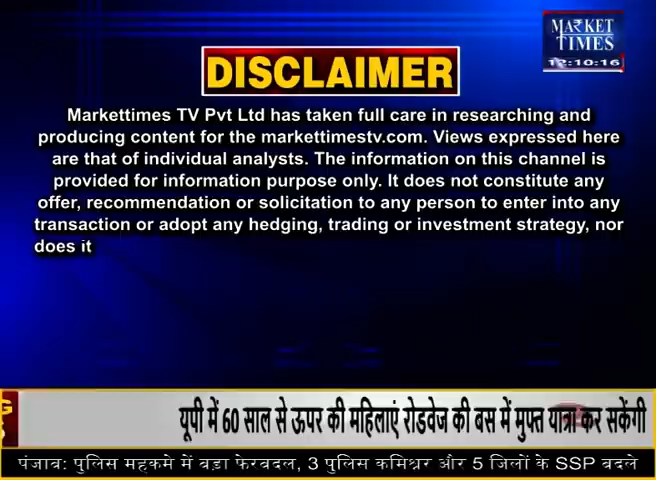 MARKET
TIMES
12:10:16
DISCLAIMER
Markettimes TV Pvt Ltd has taken full care in researching and
producing content for the markettimestv.com. Views expressed here
are that of individual analysts. The information on this channel is
provided for information purpose only. It does not constitute any
offer, recommendation or solicitation to any person to enter into any
transaction or adopt any hedging, trading or investment strategy, nor
does it
यूपी में 60 साल से ऊपर की महिलाएं रोडवेज की बस में मुफ्त यात्रा कर सकेंगी
पंजाब: पुलिस महकमे में बड़ा फेरबदल, 3 पुलिस कमिश्नर और 5 जिलों के SSP बदले